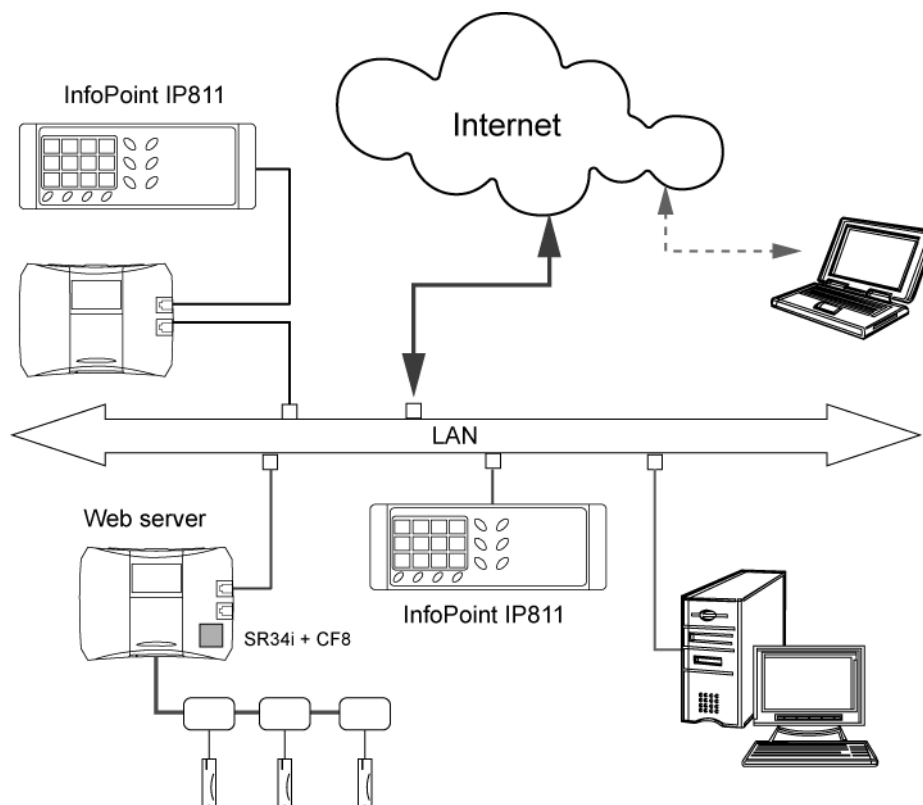 InfoPoint IP811
Internet
LAN
Web server
SR34i + CF8
InfoPoint IP811